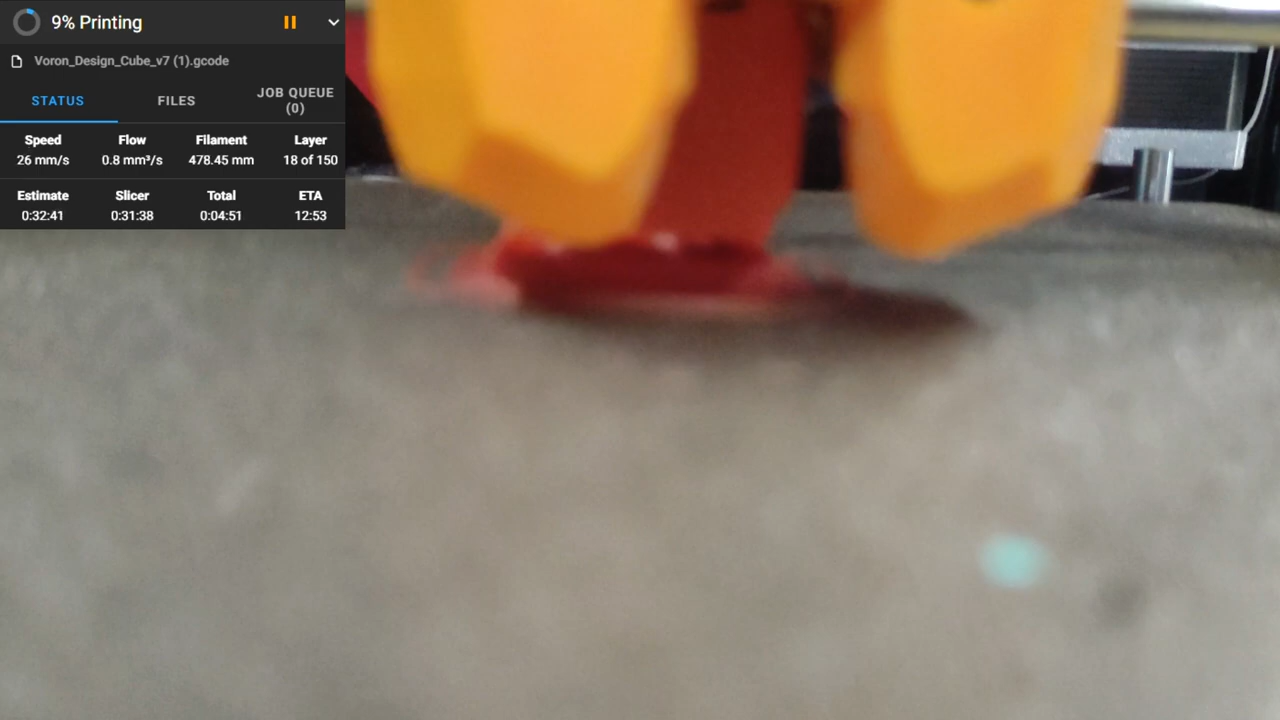 9% Printing
Voron_Design_Cube_v7 (1).gcode
STATUS FILES JOB QUEUE (0)
Speed Flow Filament Layer
26 mm/s 0.8 mm³/s 478.45 mm 18 of 150
Estimate Slicer Total ETA
0:32:41 0:31:38 0:04:51 12:53